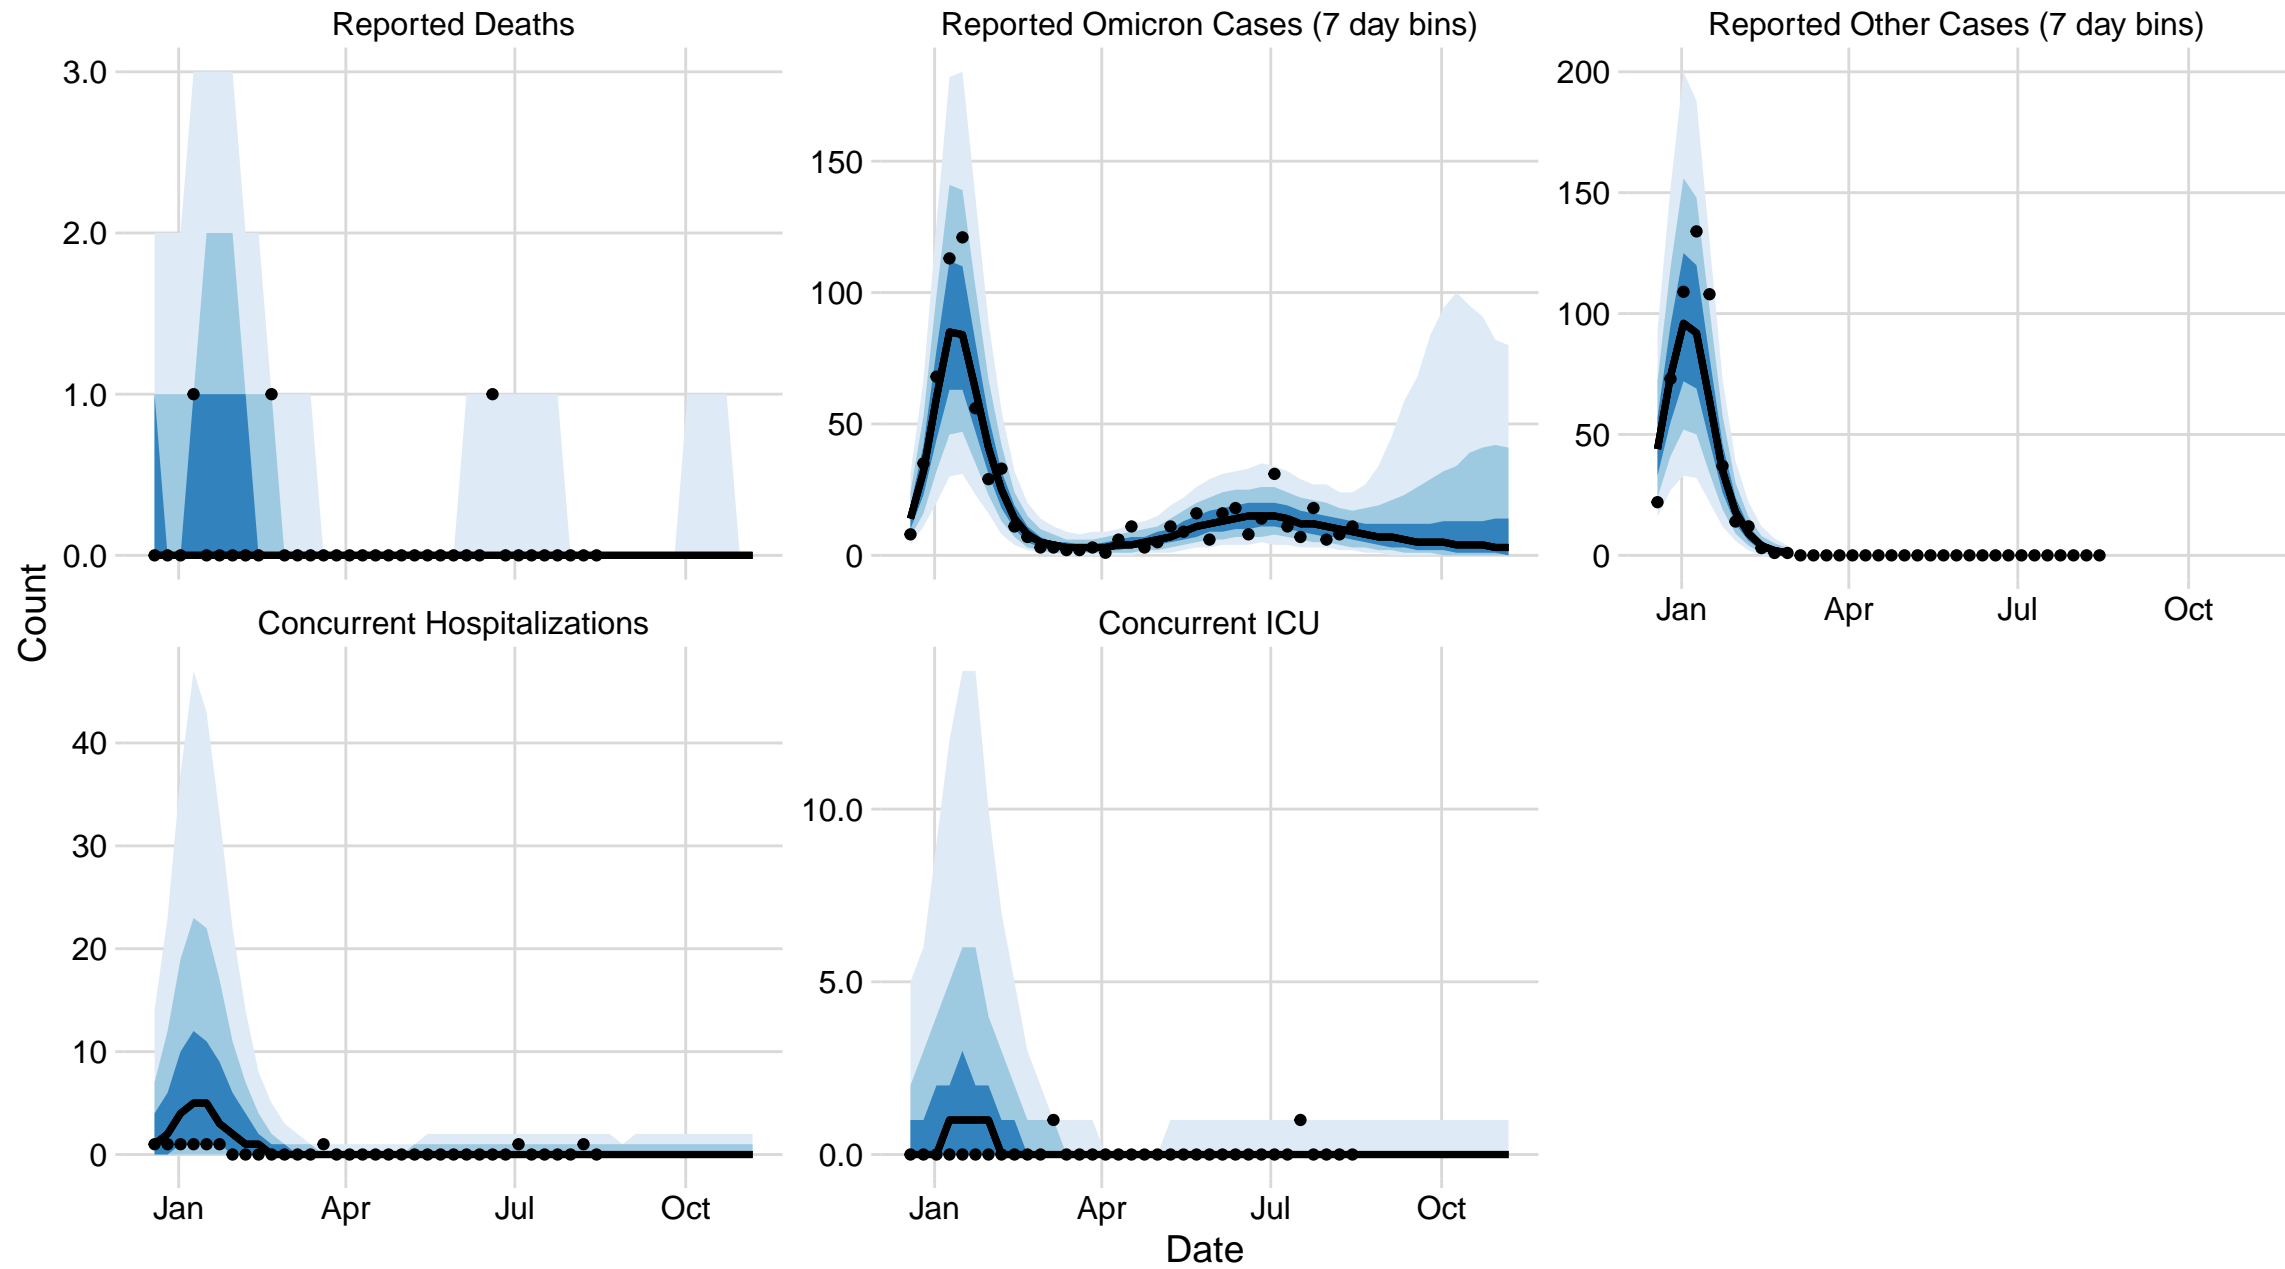 Reported Deaths
3.0
2.0
1.0
0.0
Reported Omicron Cases (7 day bins)
150
100
50
0
Reported Other Cases (7 day bins)
200
150
100
50
0
Jan Apr Jul Oct
Count
Concurrent Hospitalizations
40
30
20
10
0
Jan Apr Jul Oct
Concurrent ICU
10.0
5.0
0.0
Jan Apr Jul Oct
Date